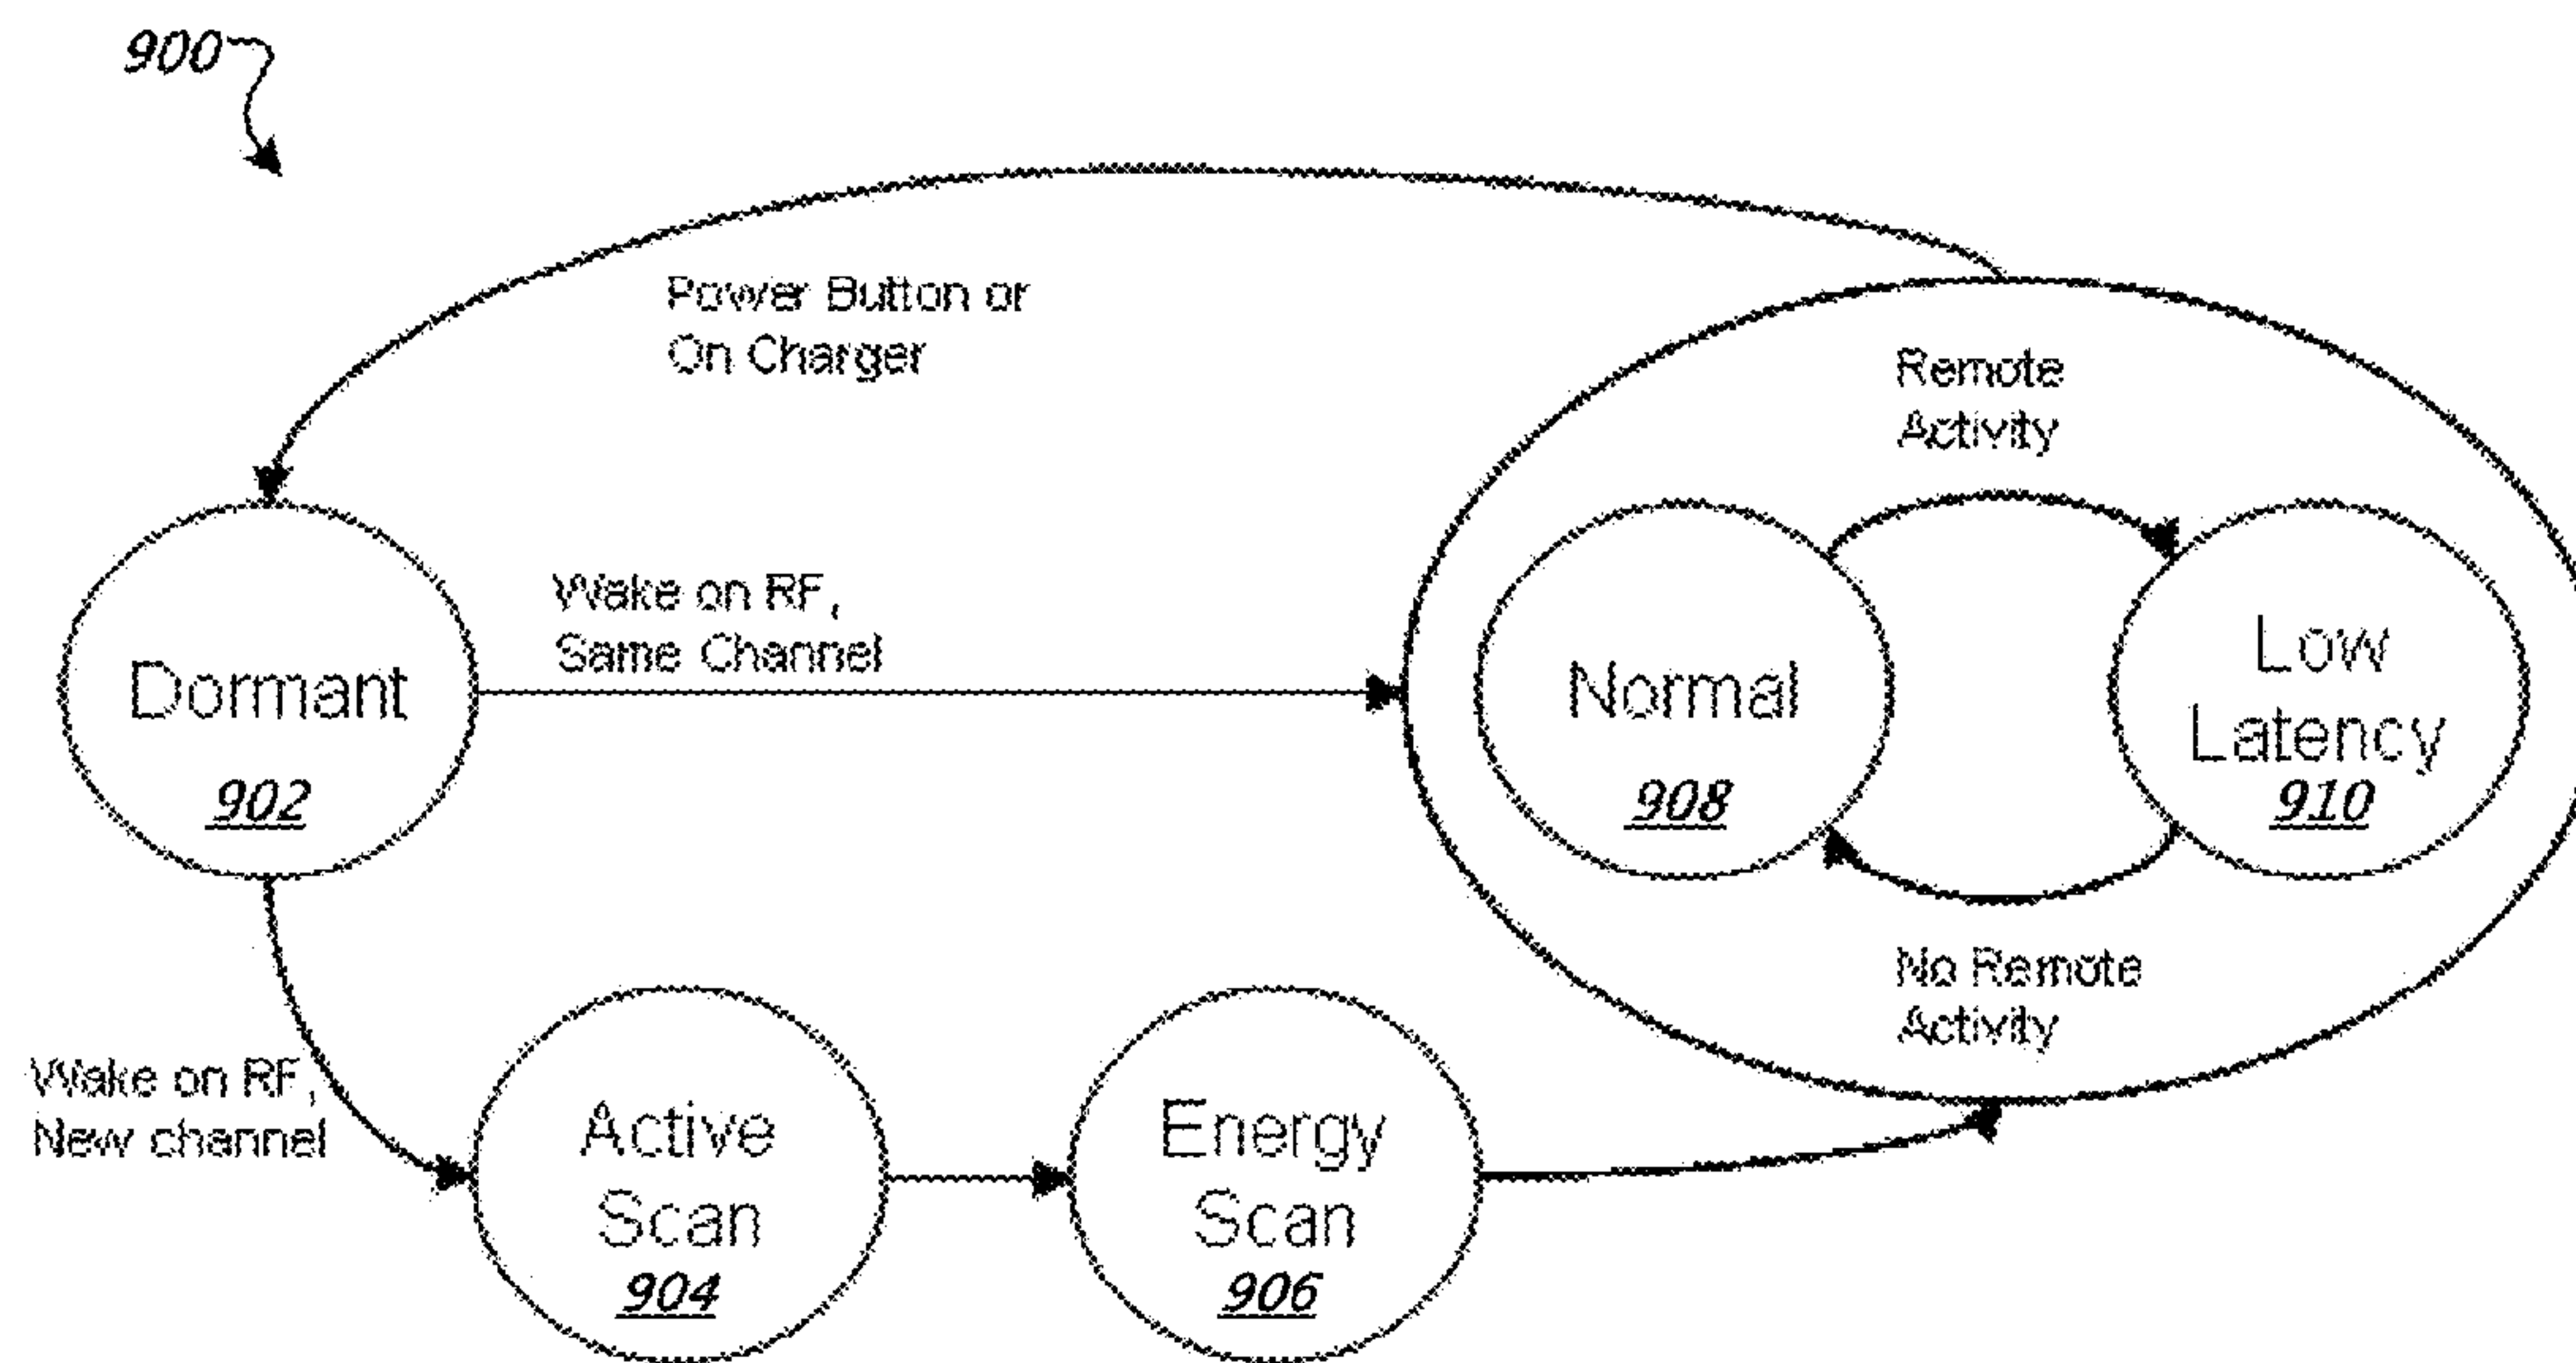 900
Power Button or
On Charger
Remote
Activity
Wake on RF,
Same Channel
Dormant
902
Normal
908
Low
Latency
910
No Remote
Activity
Wake on RF,
New channel
Active
Scan
904
Energy
Scan
906